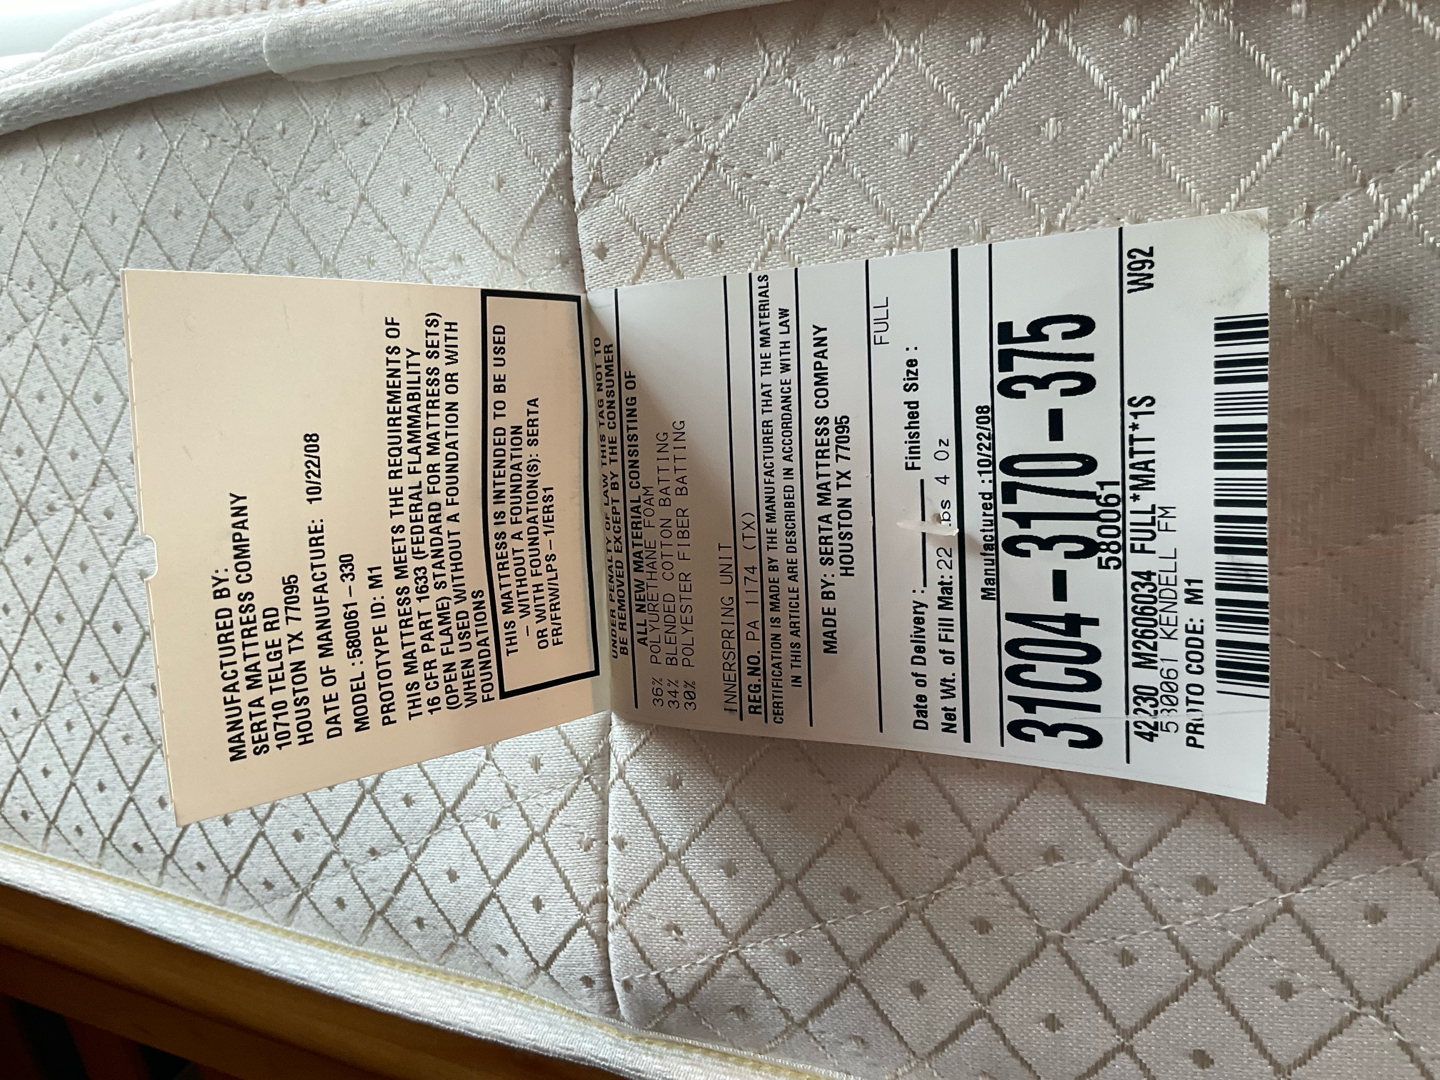 MANUFACTURED BY:
SERTA MATTRESS COMPANY
10710 TELGE RD
HOUSTON TX 77095
DATE OF MANUFACTURE: 10/22/08
MODEL : 580061-330
PROTOTYPE ID: M1
THIS MATTRESS MEETS THE REQUIREMENTS OF
16 CFR PART 1633 (FEDERAL FLAMMABILITY
(OPEN FLAME) STANDARD FOR MATTRESS SETS)
WHEN USED WITHOUT A FOUNDATION OR WITH
FOUNDATIONS
THIS MATTRESS IS INTENDED TO BE USED
- WITHOUT A FOUNDATION
OR WITH FOUNDATION(S): SERTA
FR/FRW/LPS -1VERS1
UNDER PENALTY OF LAW THIS TAG NOT TO
BE REMOVED EXCEPT BY THE CONSUMER
ALL NEW MATERIAL CONSISTING OF
36% POLYURETHANE FOAM
34% BLENDED COTTON BATTING
30% POLYESTER FIBER BATTING
INNERSPRING UNIT
REG.NO. PA 1174 (TX)
CERTIFICATION IS MADE BY THE MANUFACTURER THAT THE MATERIALS
IN THIS ARTICLE ARE DESCRIBED IN ACCORDANCE WITH LAW
MADE BY: SERTA MATTRESS COMPANY
HOUSTON TX 77095
FULL
Date of Delivery : Finished Size :
Net Wt. of Fill Mat: 22 Lbs 4 Oz
Manufactured :10/22/08
31C04-3170-375
580061
42230 M2606034 FULL*MATT*1S W92
580061 KENDELL FM
PROTO CODE: M1